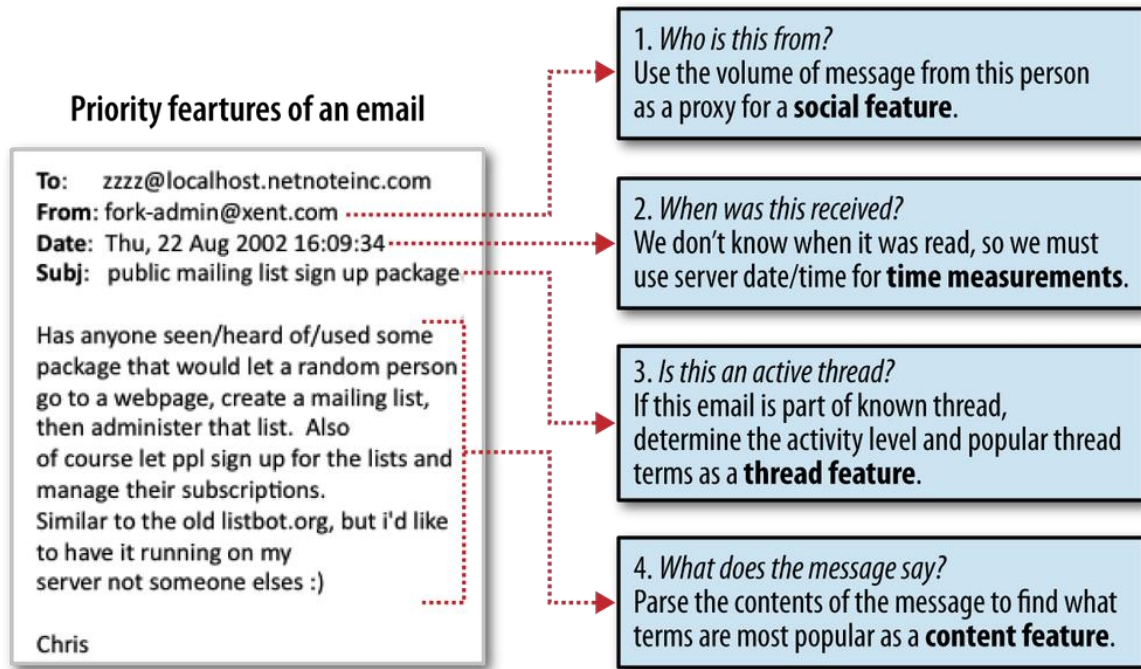 Priority feartures of an email
To: zzzz@localhost.netnoteinc.com
From: fork-admin@xent.com
Date: Thu, 22 Aug 2002 16:09:34
Subj: public mailing list sign up package
Has anyone seen/heard of/used some
package that would let a random person
go to a webpage, create a mailing list,
then administer that list. Also
of course let ppl sign up for the lists and
manage their subscriptions.
Similar to the old listbot.org, but i'd like
to have it running on my
server not someone elses :)
Chris
1. Who is this from?
Use the volume of message from this person
as a proxy for a social feature.
2. When was this received?
We don't know when it was read, so we must
use server date/time for time measurements.
3. Is this an active thread?
If this email is part of known thread,
determine the activity level and popular thread
terms as a thread feature.
4. What does the message say?
Parse the contents of the message to find what
terms are most popular as a content feature.